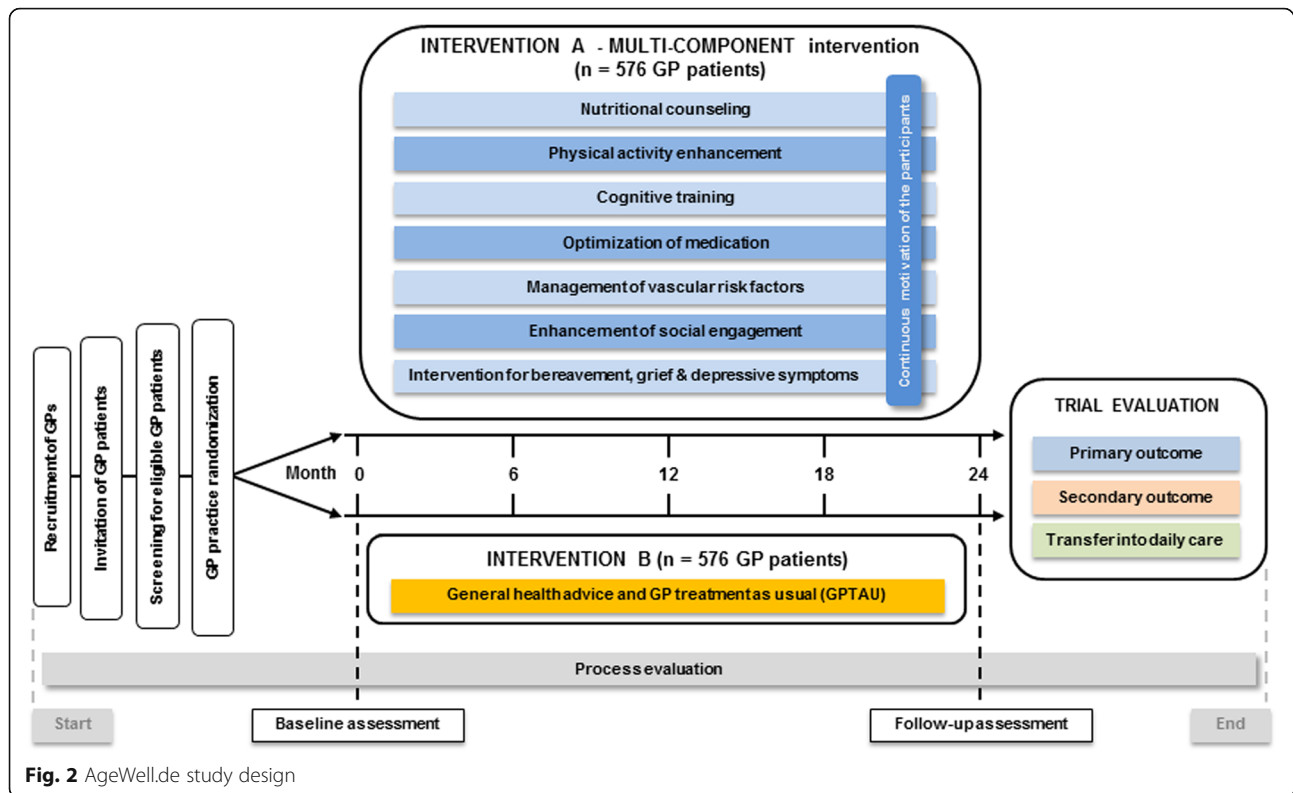 INTERVENTION A - MULTI-COMPONENT intervention
(n = 576 GP patients)
Nutritional counseling
Physical activity enhancement
Cognitive training
Optimization of medication
Management of vascular risk factors
Enhancement of social engagement
Intervention for bereavement, grief & depressive symptoms
Continuous motivation of the participants
Recruitment of GPs
Invitation of GP patients
Screening for eligible GP patients
GP practice randomization
Month
0
6
12
18
24
INTERVENTION B (n = 576 GP patients)
General health advice and GP treatment as usual (GPTAU)
TRIAL EVALUATION
Primary outcome
Secondary outcome
Transfer into daily care
Process evaluation
Start
Baseline assessment
Follow-up assessment
End
Fig. 2 AgeWell.de study design